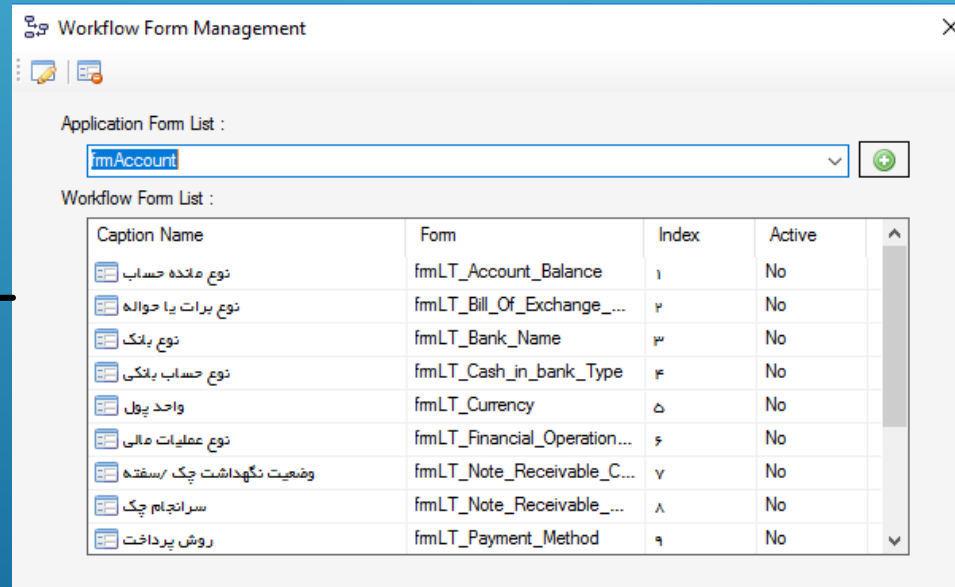 Workflow Form Management
Application Form List :
frmAccount
Workflow Form List :
Caption Name Form Index Active
نوع مانده حساب frmLT_Account_Balance ۱ No
نوع برات یا حواله frmLT_Bill_Of_Exchange_... ۲ No
نوع بانک frmLT_Bank_Name ۳ No
نوع حساب بانکی frmLT_Cash_in_bank_Type ۴ No
واحد پول frmLT_Currency ۵ No
نوع عملیات مالی frmLT_Financial_Operation... ۶ No
وضعیت نگهداشت چک /سفته frmLT_Note_Receivable_C... ۷ No
سرانجام چک frmLT_Note_Receivable_... ۸ No
روش پرداخت frmLT_Payment_Method ۹ No